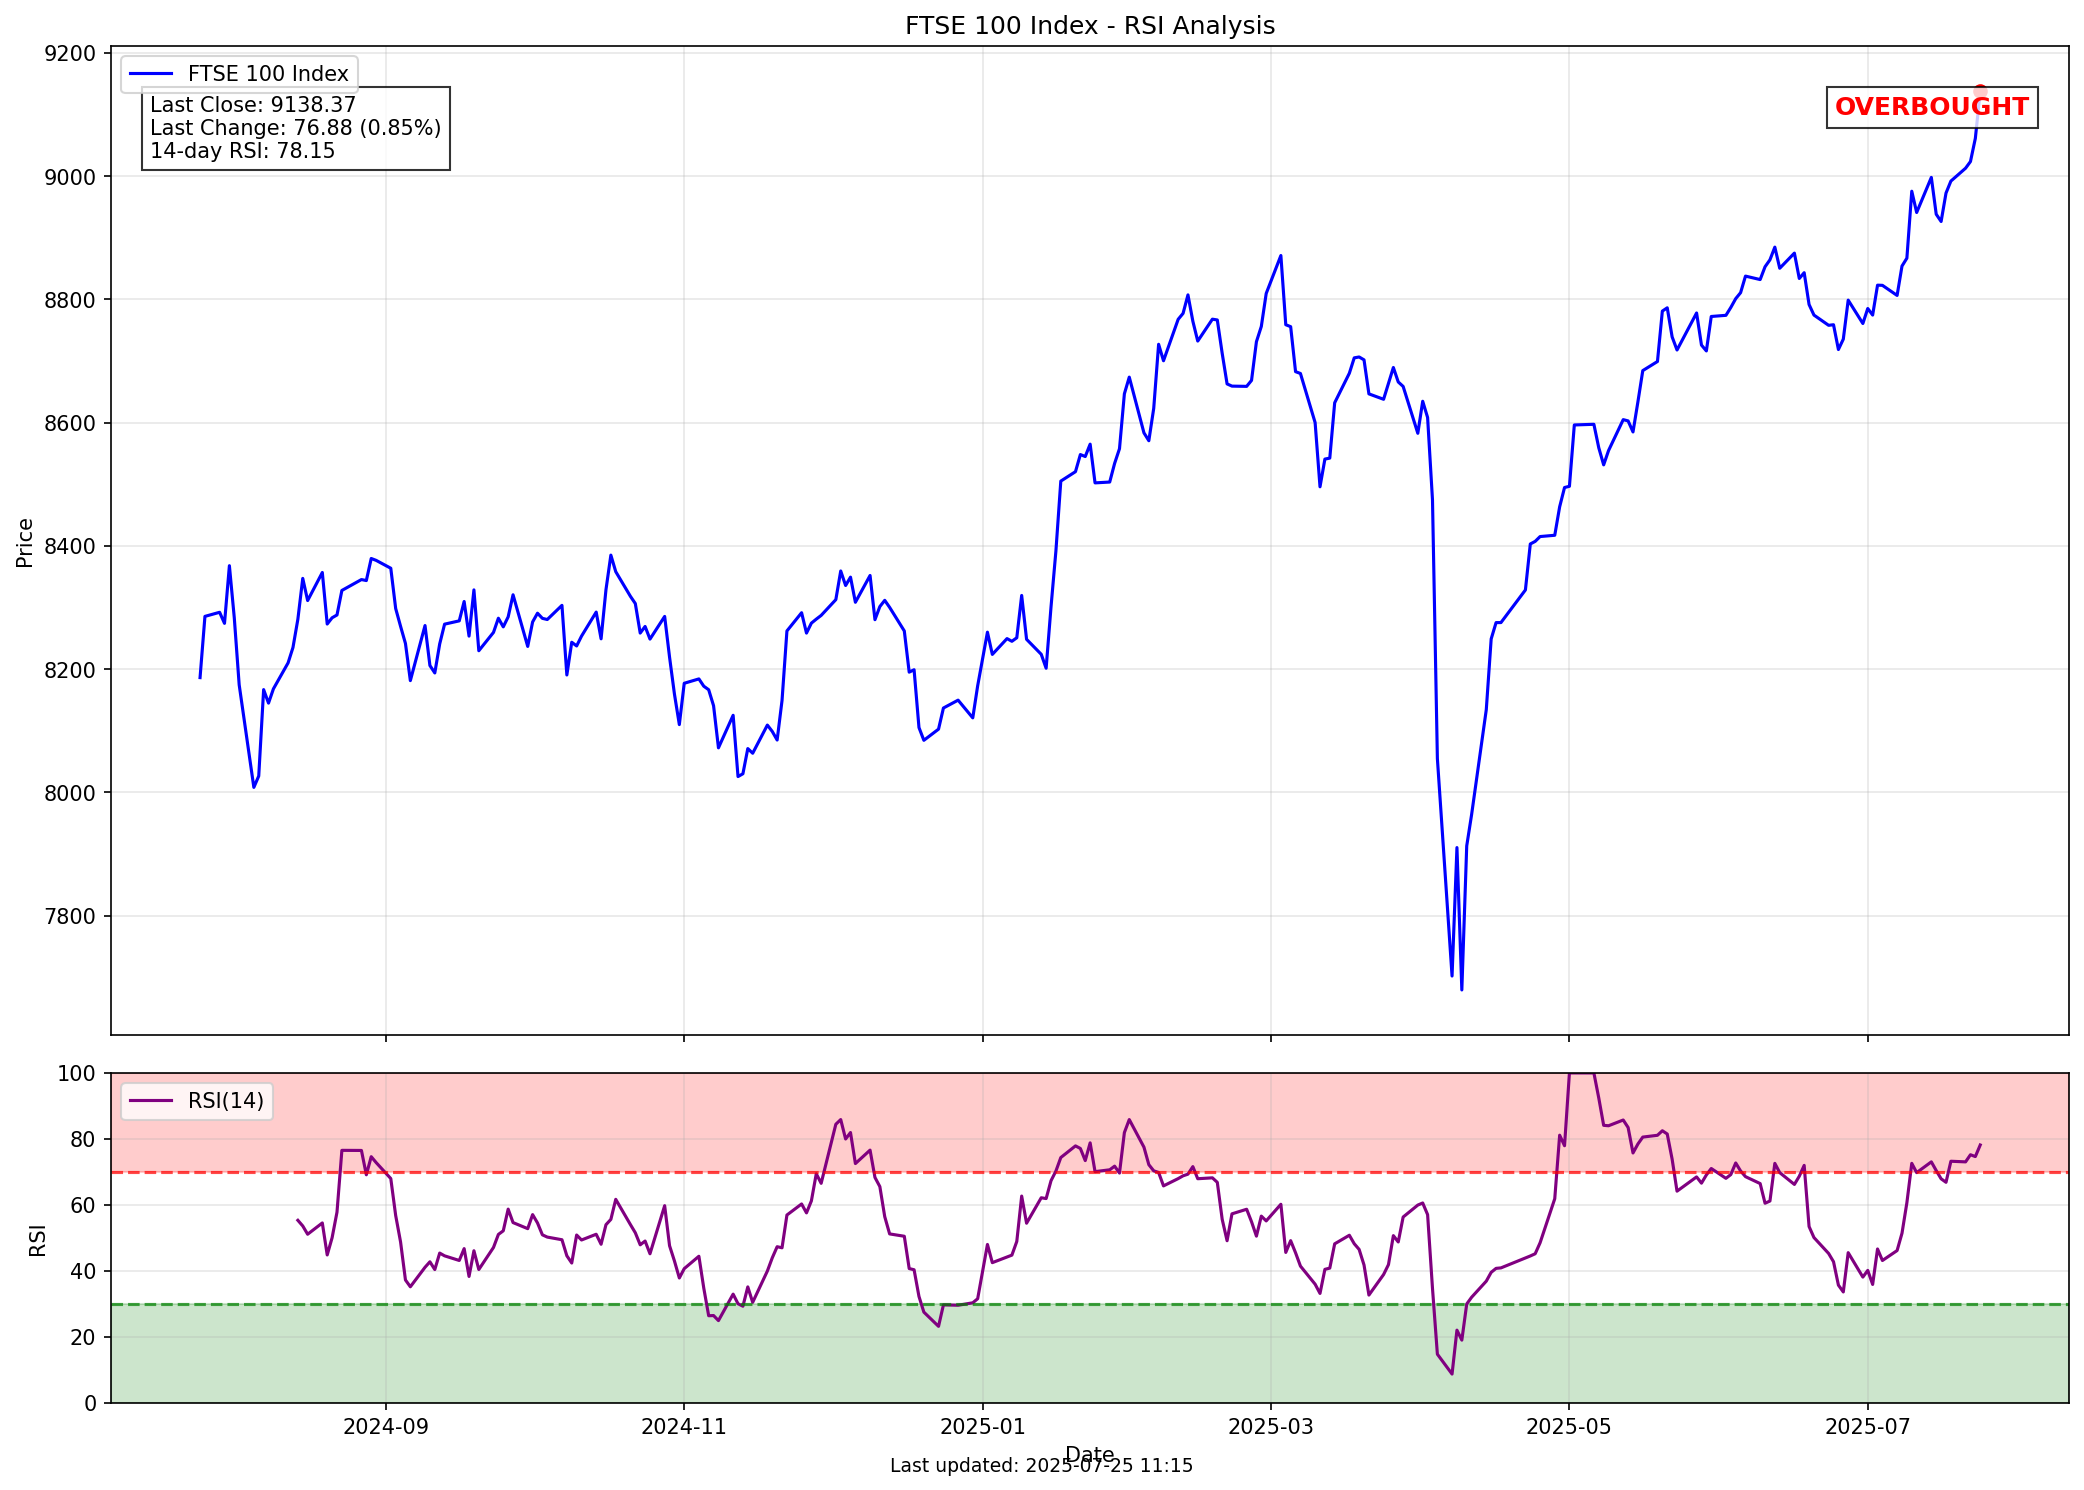 FTSE 100 Index - RSI Analysis
FTSE 100 Index
Last Close: 9138.37
Last Change: 76.88 (0.85%)
14-day RSI: 78.15
OVERBOUGHT
Price
9200
9000
8800
8600
8400
8200
8000
7800
RSI(14)
RSI
100
80
60
40
20
0
2024-09
2024-11
2025-01
2025-03
2025-05
2025-07
Date
Last updated: 2025-07-25 11:15